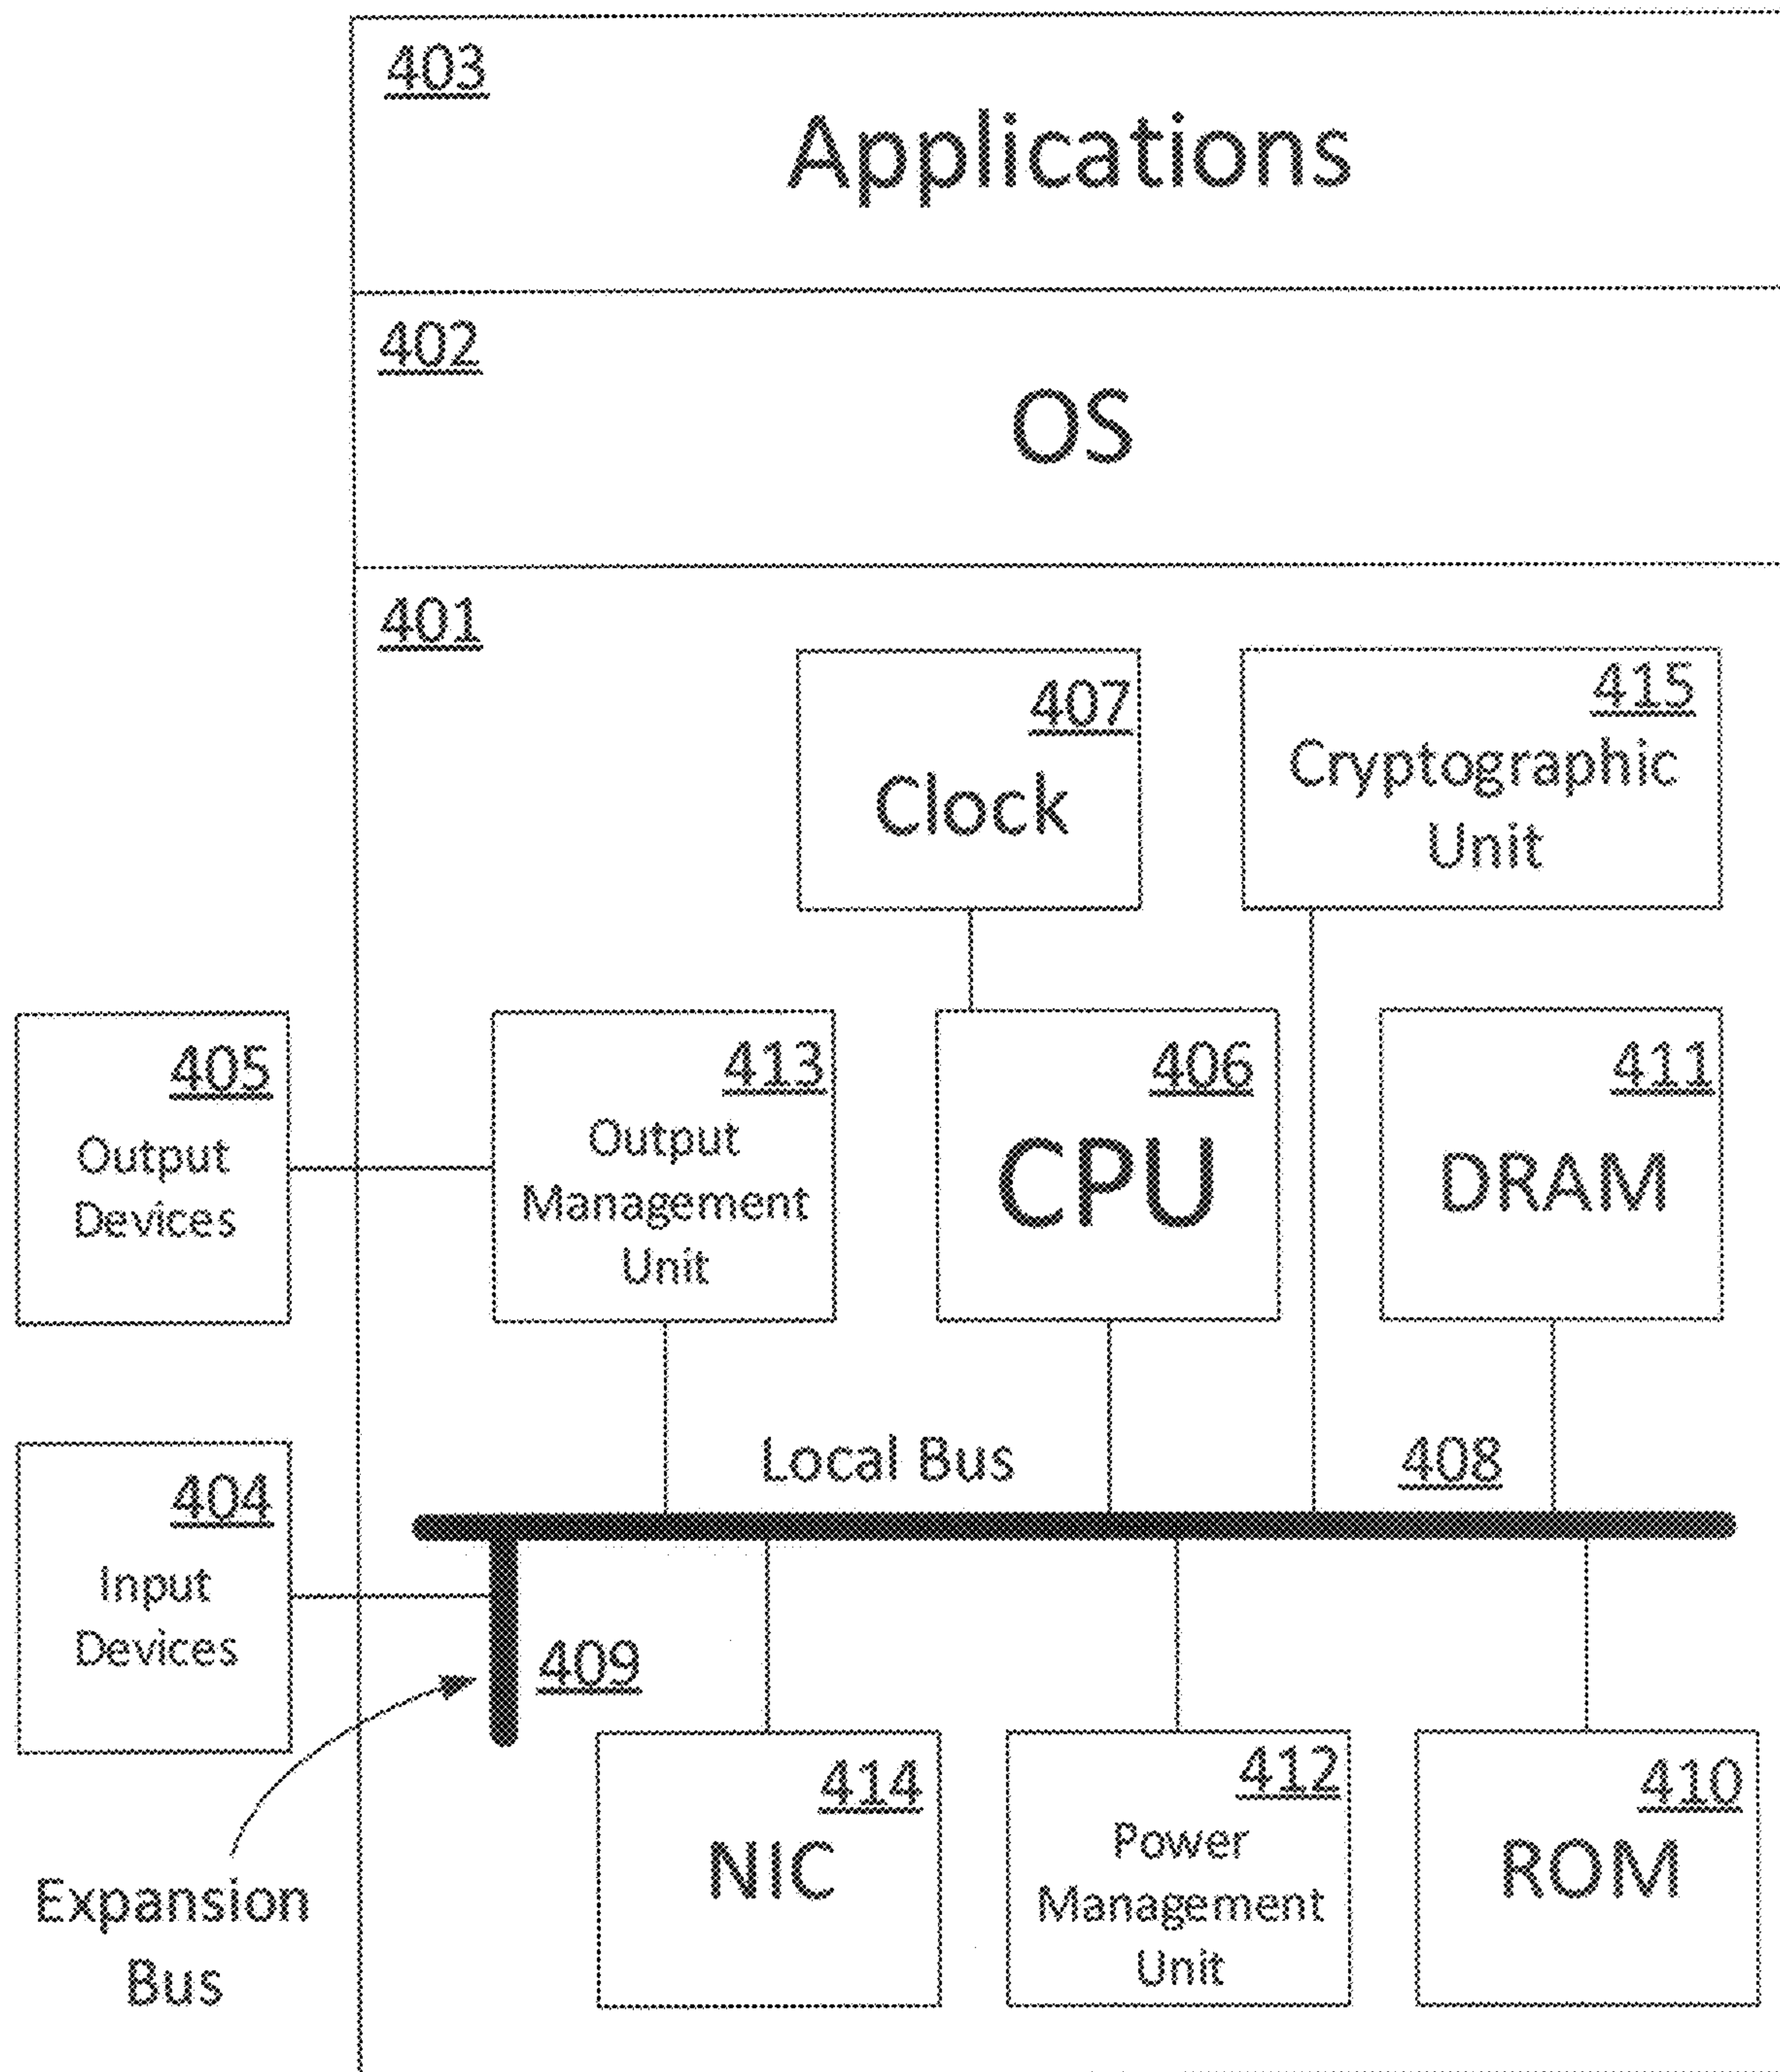 403
Applications
402
OS
401
407
Clock
415
Cryptographic
Unit
405
Output
Devices
413
Output
Management
Unit
406
CPU
411
DRAM
Local Bus
408
404
Input
Devices
409
Expansion
Bus
414
NIC
412
Power
Management
Unit
410
ROM